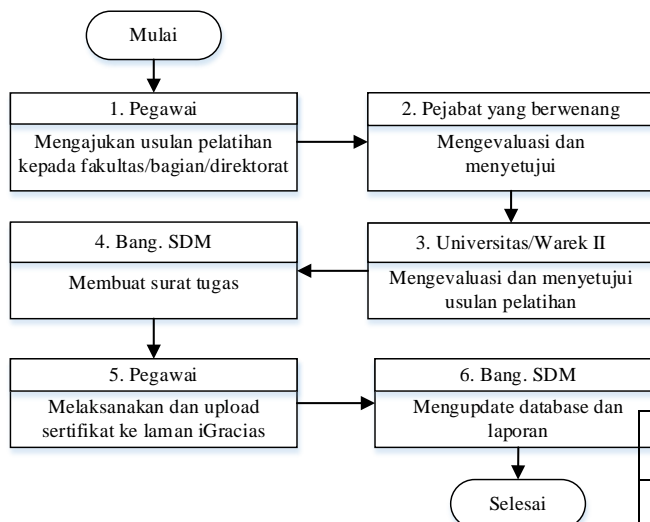 Mulai
1. Pegawai
Mengajukan usulan pelatihan
kepada fakultas/bagian/direktorat
2. Pejabat yang berwenang
Mengevaluasi dan
menyetujui
3. Universitas/Warek II
Mengevaluasi dan menyetujui
usulan pelatihan
4. Bang. SDM
Membuat surat tugas
5. Pegawai
Melaksanakan dan upload
sertifikat ke laman iGracias
6. Bang. SDM
Mengupdate database dan
laporan
Selesai